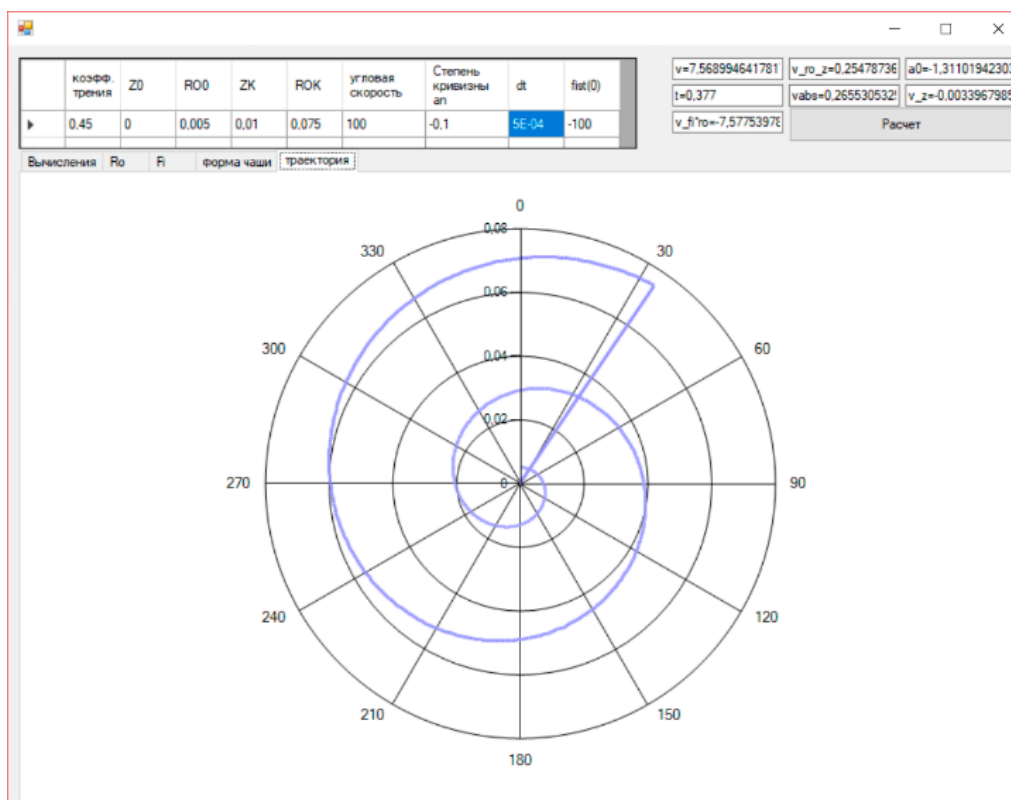 коэфф. трения Z0 RO0 ZK ROK угловая скорость Степень кривизны an dt fist(0)
0.45 0 0.005 0.01 0.075 100 -0.1 5E-04 -100
v=7,568994641781 v_ro_z=0,25478736 a0=-1,31101942303
t=0,377 vabs=0,265530532 v_z=-0,003396798
v_fi*ro=-7,5775397 Расчет
Вычисления Ro Fi форма чаши траектория
0
330 0,08 30
0,06
300 0,04 60
0,02
270 0 90
240 120
210 150
180